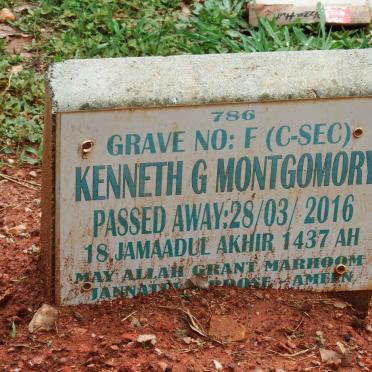 786
GRAVE NO: F (C-SEC)
KENNETH G MONTGOMORY
PASSED AWAY:28/03/ 2016
18 JAMAADUL AKHIR 1437 AH
MAY ALLAH GRANT MARHOOM
AMEEN